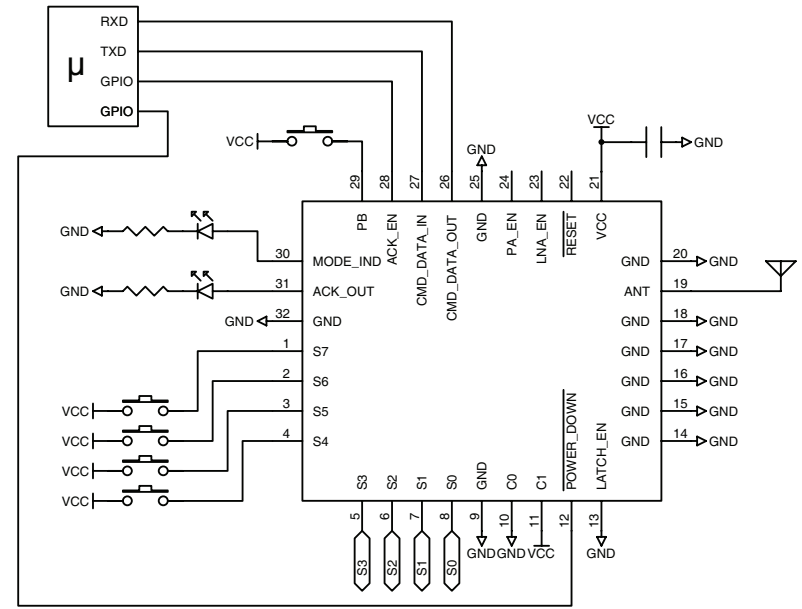 RXD
TXD
GPIO
GPIO
µ
VCC
29
28
27
26
25
24
23
22
21
GND
VCC
GND
PB
ACK_EN
CMD_DATA_IN
CMD_DATA_OUT
GND
PA_EN
LNA_EN
RESET
VCC
GND 30 MODE_IND
GND 31 ACK_OUT
GND 32 GND
1 S7
2 S6
3 S5
4 S4
VCC
VCC
VCC
VCC
GND 20 GND
ANT 19
GND 18 GND
GND 17 GND
GND 16 GND
GND 15 GND
GND 14 GND
S3
S2
S1
S0
GND
C0
C1
POWER_DOWN
LATCH_EN
5
6
7
8
9
10
11
12
13
S3
S2
S1
S0
GND
GND
VCC
GND